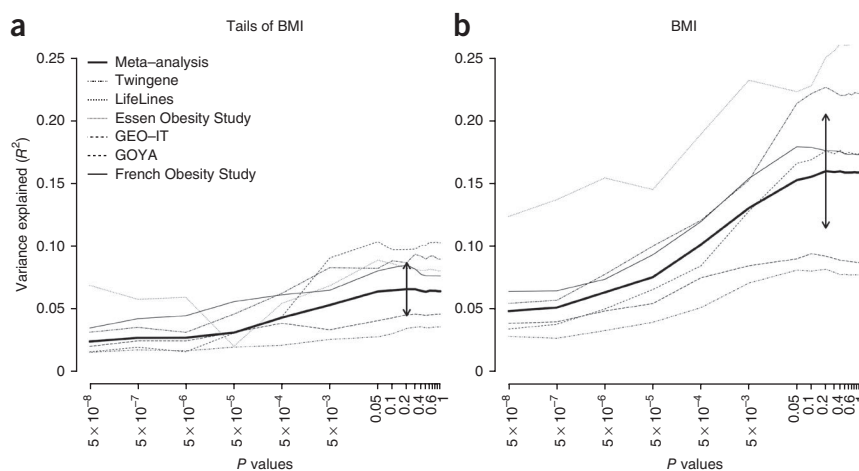 a
Tails of BMI
b
BMI
Variance explained (R²)
0.25
0.20
0.15
0.10
0.05
0
Meta–analysis
Twingene
LifeLines
Essen Obesity Study
GEO–IT
GOYA
French Obesity Study
0.25
0.20
0.15
0.10
0.05
0
5 × 10⁻⁸
5 × 10⁻⁷
5 × 10⁻⁶
5 × 10⁻⁵
5 × 10⁻⁴
5 × 10⁻³
0.05
0.1
0.2
0.4
0.6
1
5 × 10⁻⁸
5 × 10⁻⁷
5 × 10⁻⁶
5 × 10⁻⁵
5 × 10⁻⁴
5 × 10⁻³
0.05
0.1
0.2
0.4
0.6
1
P values
P values